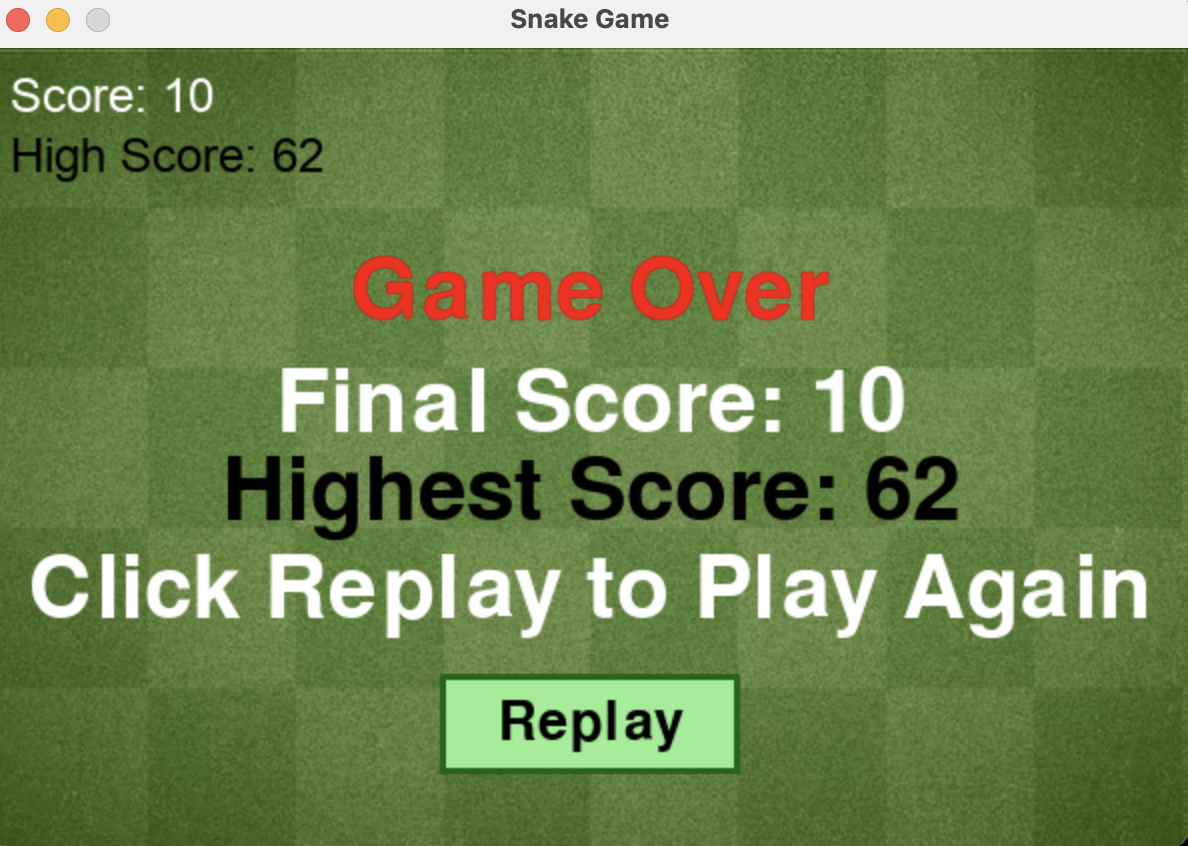 Snake Game
Score: 10
High Score: 62
Game Over
Final Score: 10
Highest Score: 62
Click Replay to Play Again
Replay